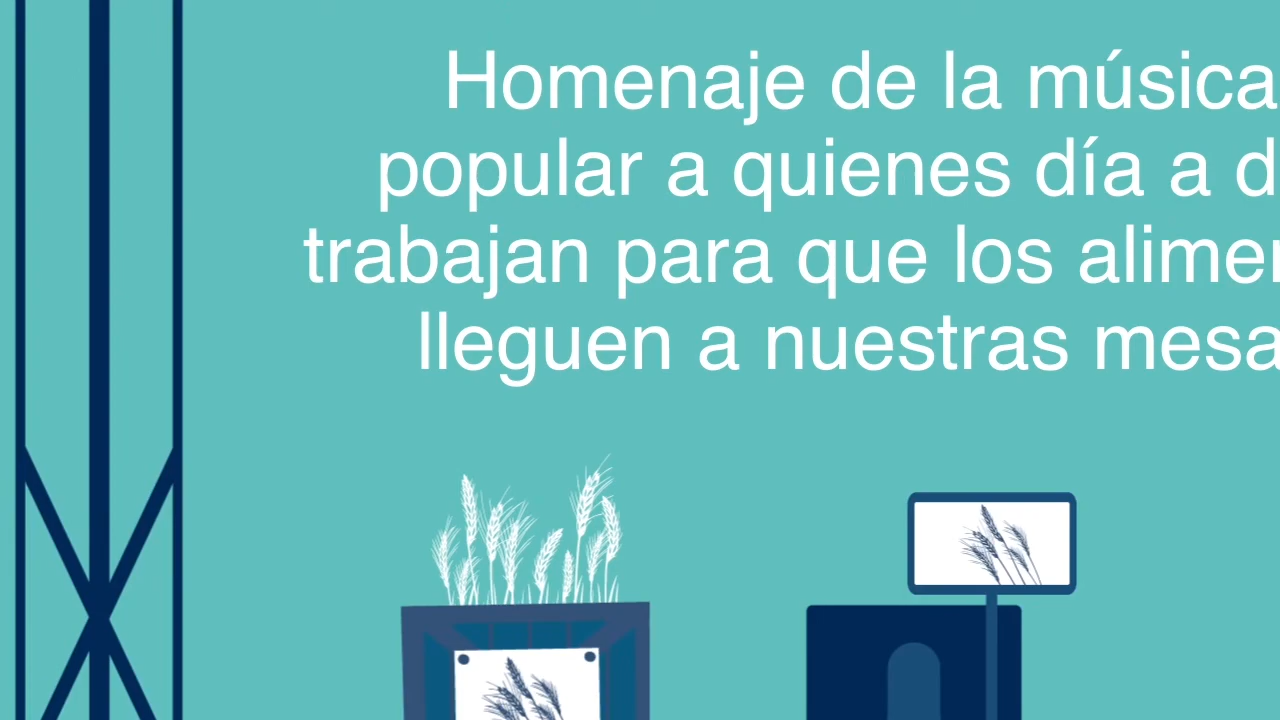 Homenaje de la música
popular a quienes día a d
trabajan para que los alimen
lleguen a nuestras mesa